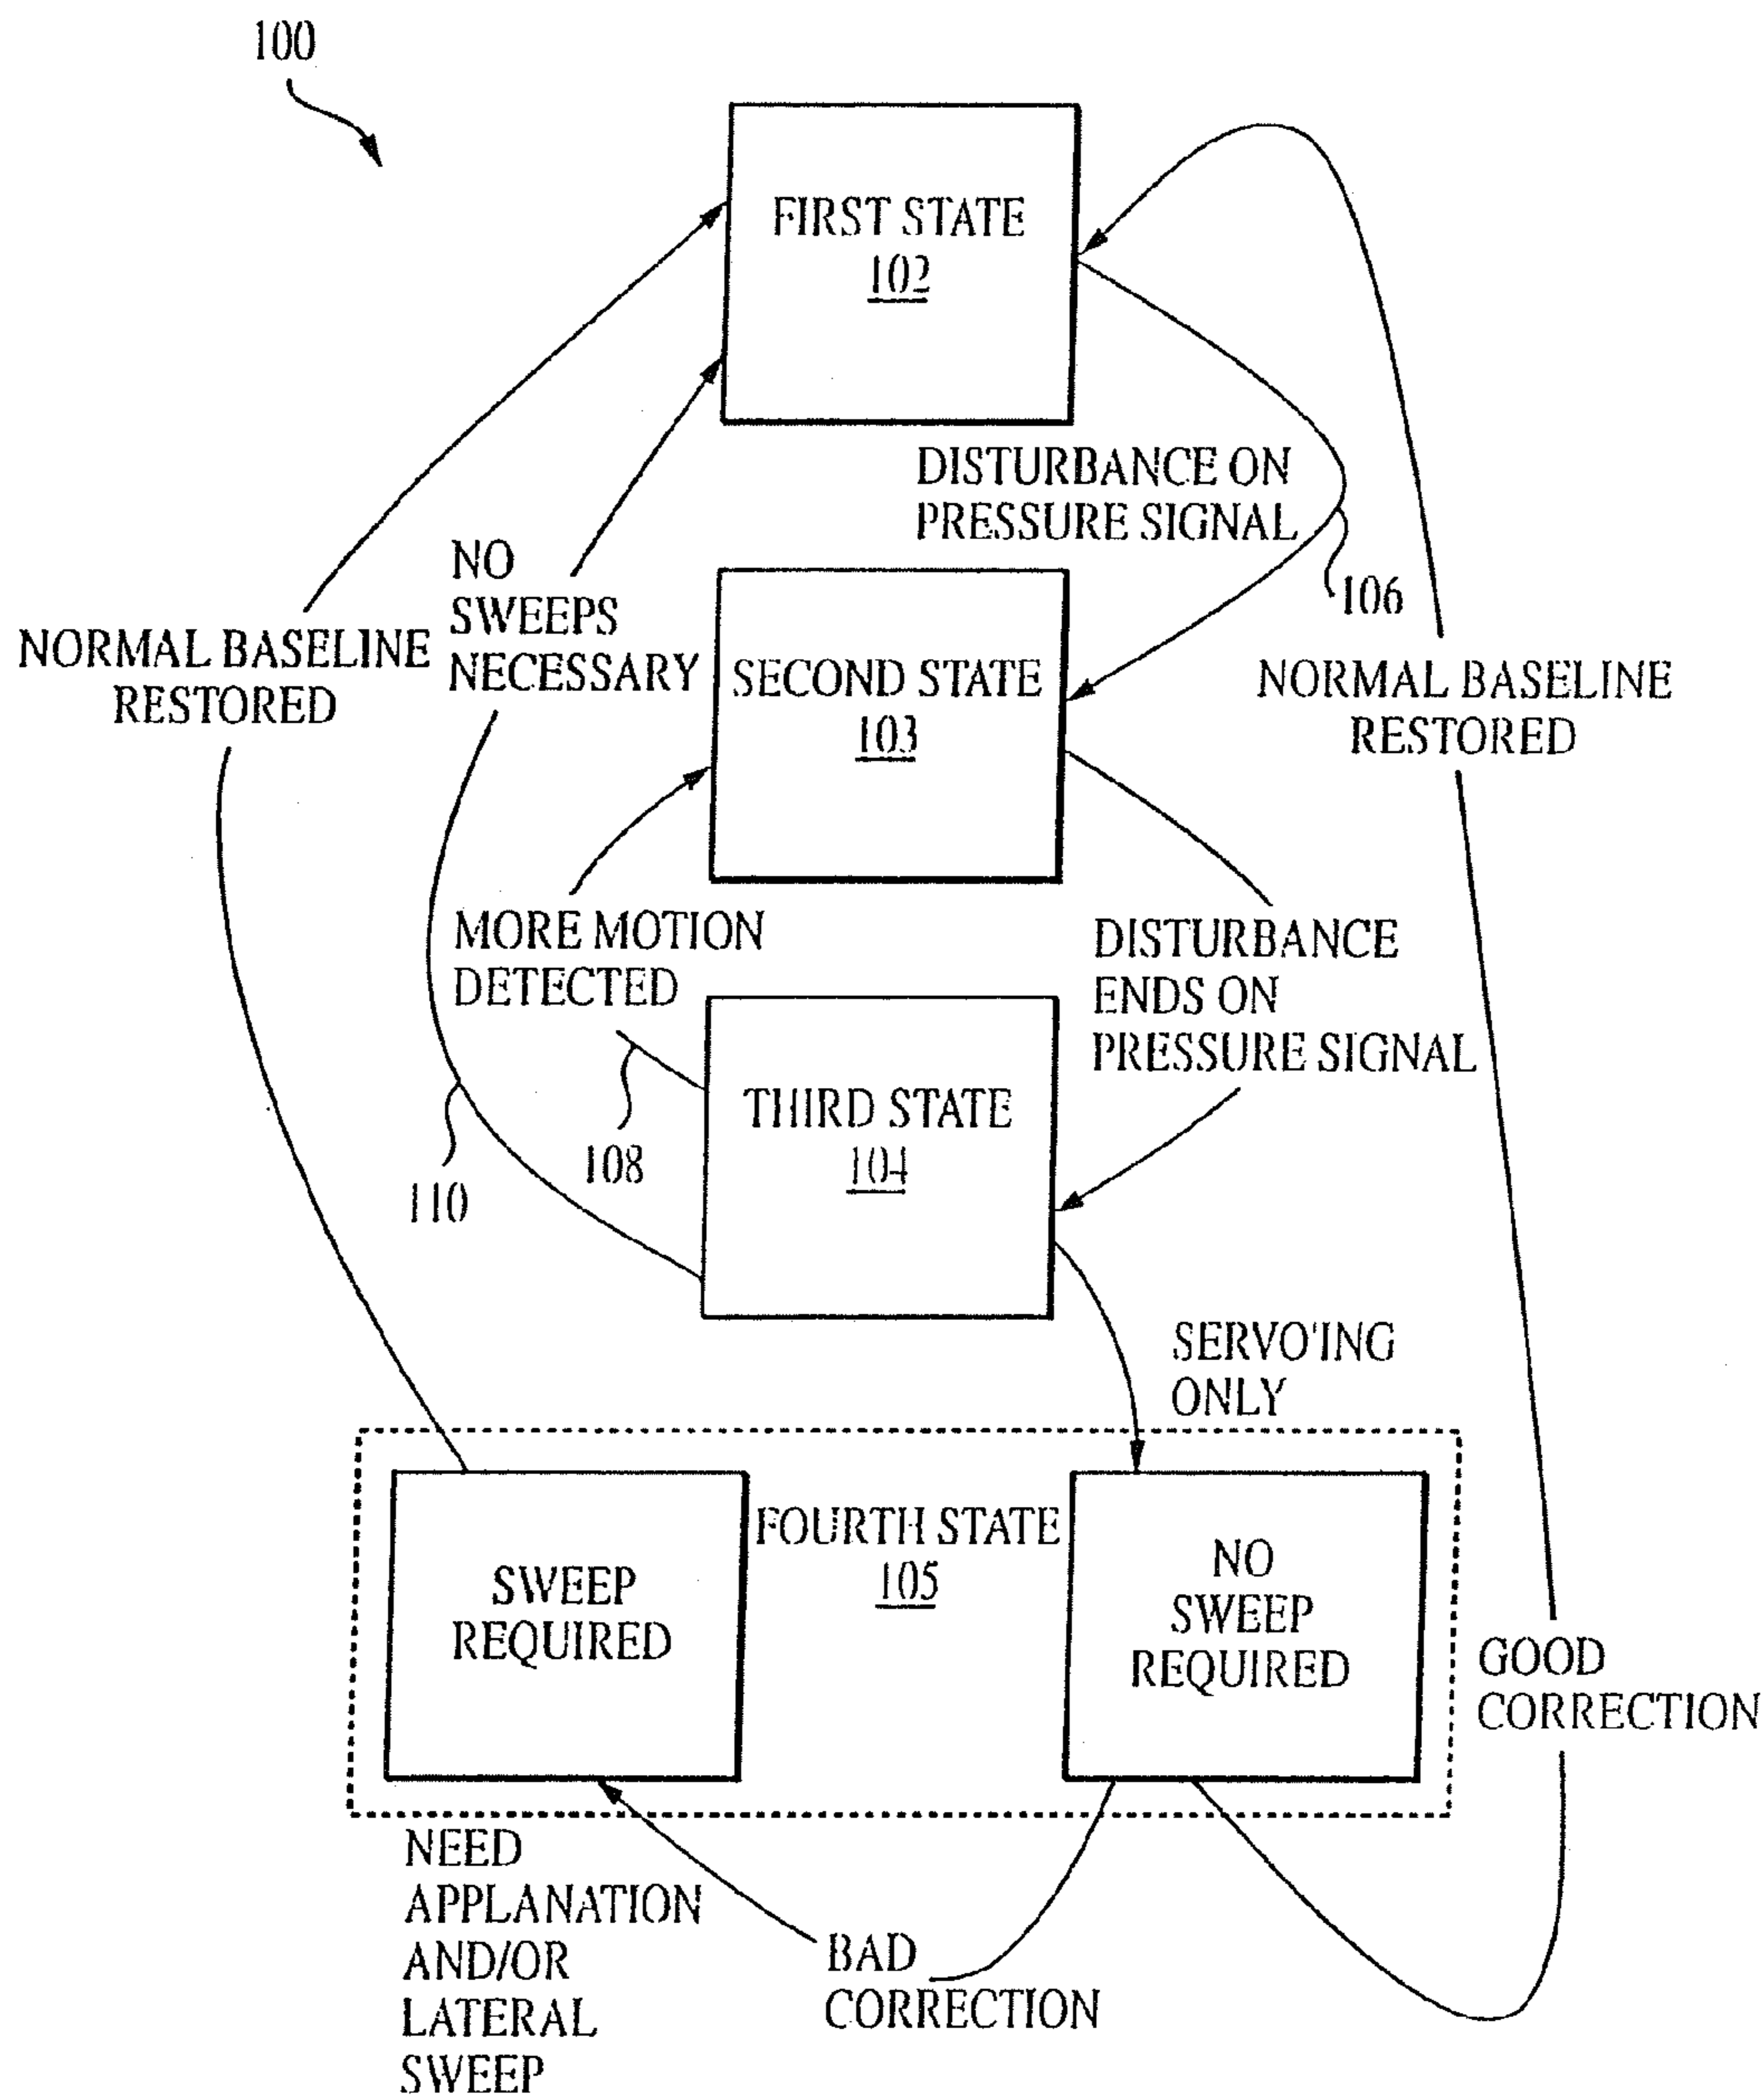 100
FIRST STATE
102
DISTURBANCE ON
PRESSURE SIGNAL
106
NO
SWEEPS
NECESSARY
NORMAL BASELINE
RESTORED
SECOND STATE
103
NORMAL BASELINE
RESTORED
MORE MOTION
DETECTED
DISTURBANCE
ENDS ON
PRESSURE SIGNAL
THIRD STATE
104
108
110
SERVO'ING
ONLY
FOURTH STATE
105
SWEEP
REQUIRED
NO
SWEEP
REQUIRED
GOOD
CORRECTION
NEED
APPLANATION
AND/OR
LATERAL
SWEEP
BAD
CORRECTION